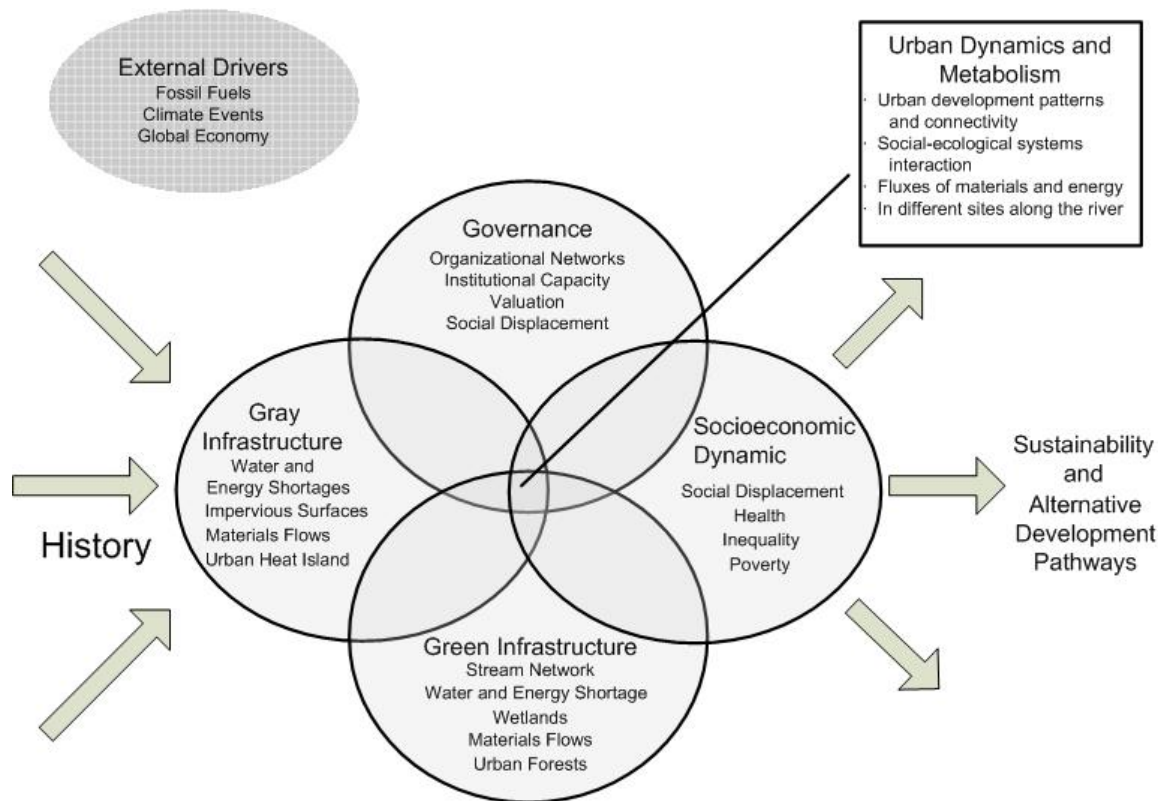 External Drivers
Fossil Fuels
Climate Events
Global Economy
Urban Dynamics and
Metabolism
· Urban development patterns
and connectivity
· Social-ecological systems
interaction
· Fluxes of materials and energy
· In different sites along the river
Governance
Organizational Networks
Institutional Capacity
Valuation
Social Displacement
Gray
Infrastructure
Water and
Energy Shortages
Impervious Surfaces
Materials Flows
Urban Heat Island
Socioeconomic
Dynamic
Social Displacement
Health
Inequality
Poverty
History
Sustainability
and
Alternative
Development
Pathways
Green Infrastructure
Stream Network
Water and Energy Shortage
Wetlands
Materials Flows
Urban Forests